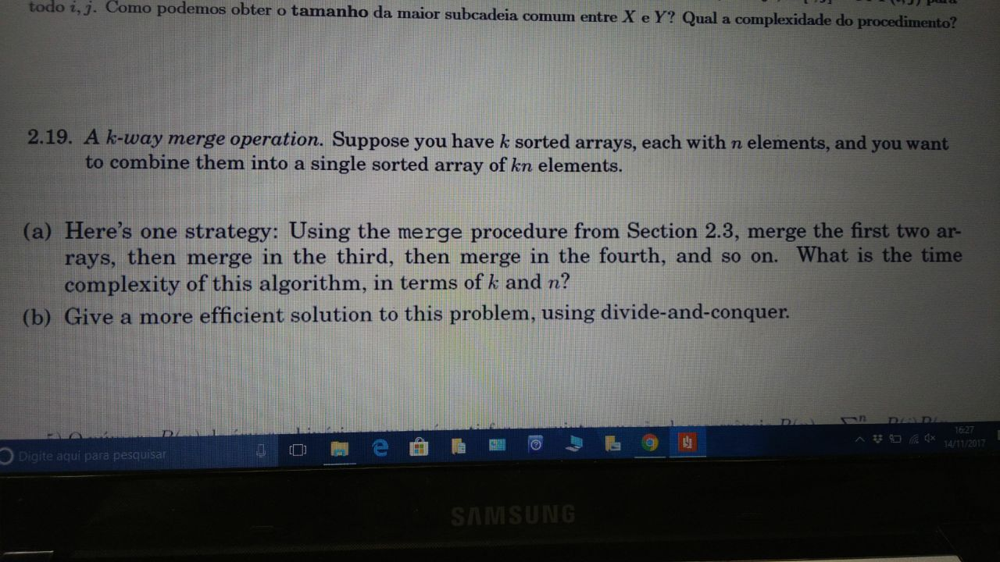 todo i, j. Como podemos obter o tamanho da maior subcadeia comum entre X e Y? Qual a complexidade do procedimento?
2.19. A k-way merge operation. Suppose you have k sorted arrays, each with n elements, and you want
to combine them into a single sorted array of kn elements.
(a) Here's one strategy: Using the merge procedure from Section 2.3, merge the first two ar-
rays, then merge in the third, then merge in the fourth, and so on. What is the time
complexity of this algorithm, in terms of k and n?
(b) Give a more efficient solution to this problem, using divide-and-conquer.
Digite aqui para pesquisar
16:27
14/11/2017
SAMSUNG